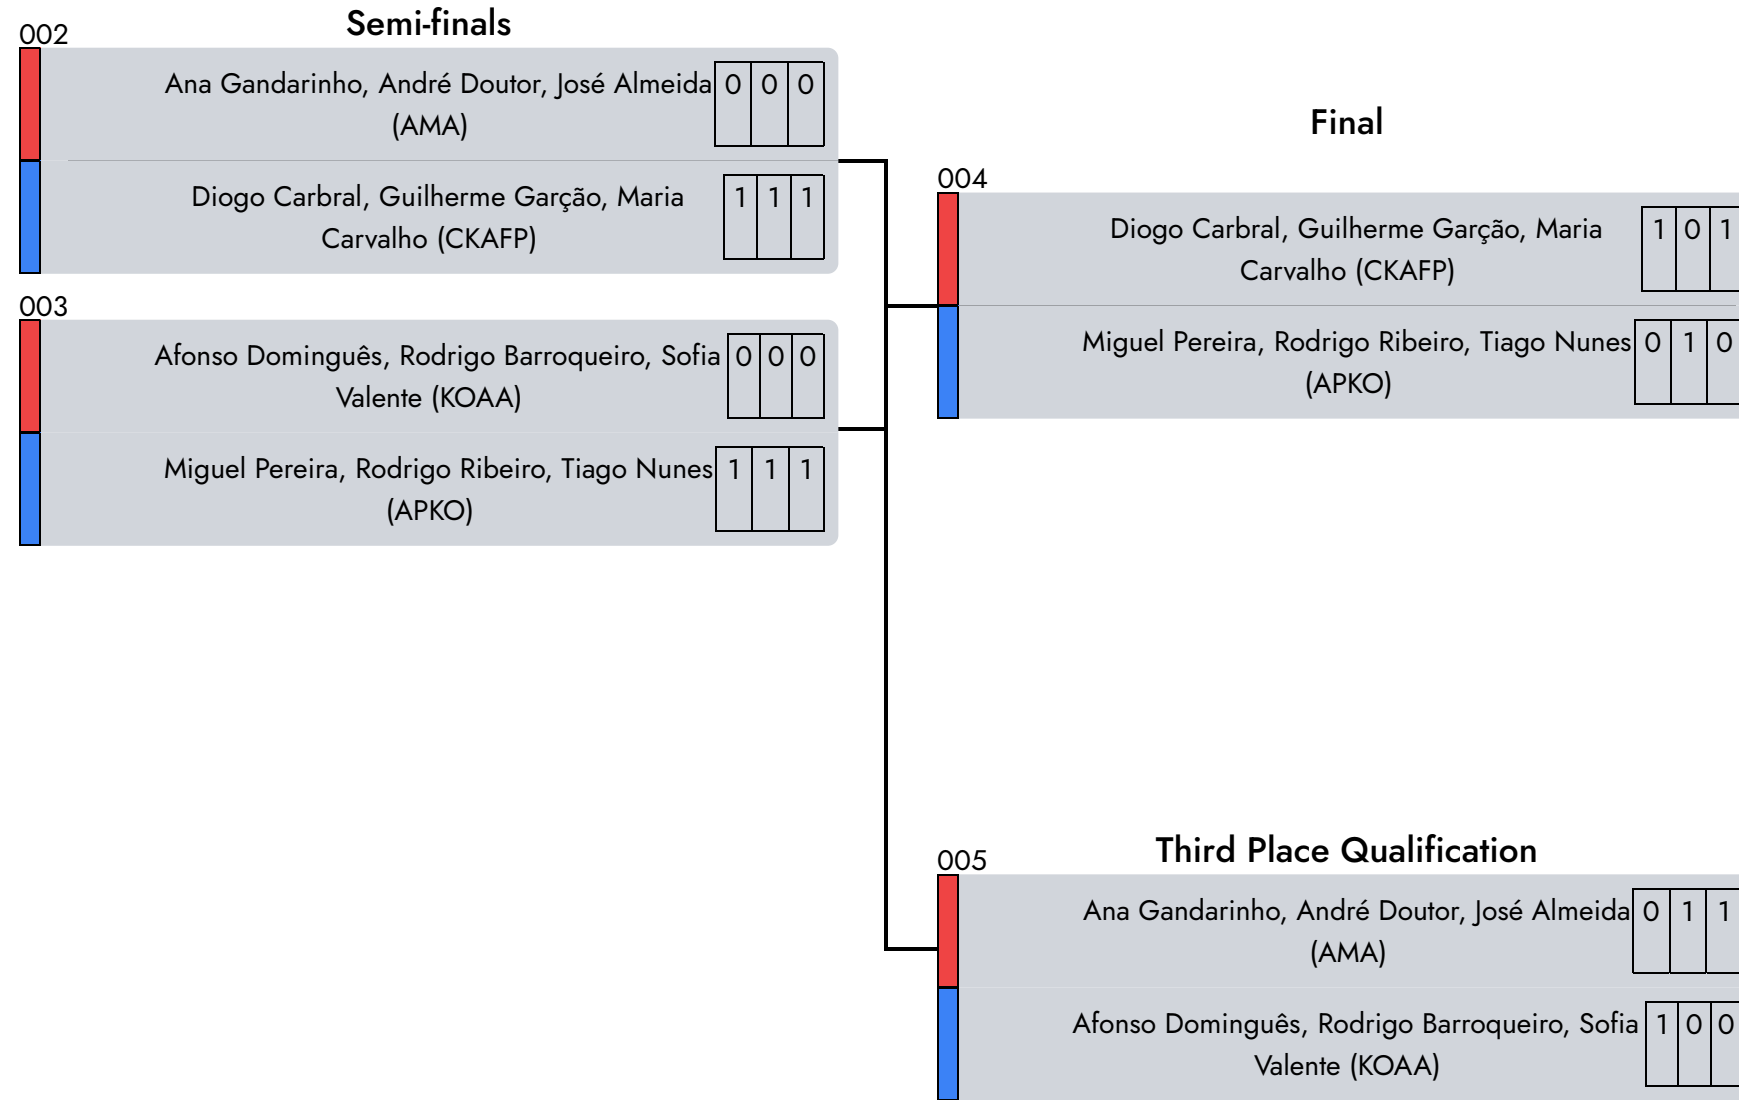 Semi-finals
002
Ana Gandarinho, André Doutor, José Almeida 0 0 0
(AMA)
Diogo Carbral, Guilherme Garção, Maria 1 1 1
Carvalho (CKAFP)
003
Afonso Dominguês, Rodrigo Barroqueiro, Sofia 0 0 0
Valente (KOAA)
Miguel Pereira, Rodrigo Ribeiro, Tiago Nunes 1 1 1
(APKO)
Final
004
Diogo Carbral, Guilherme Garção, Maria 1 0 1
Carvalho (CKAFP)
Miguel Pereira, Rodrigo Ribeiro, Tiago Nunes 0 1 0
(APKO)
Third Place Qualification
005
Ana Gandarinho, André Doutor, José Almeida 0 1 1
(AMA)
Afonso Dominguês, Rodrigo Barroqueiro, Sofia 1 0 0
Valente (KOAA)